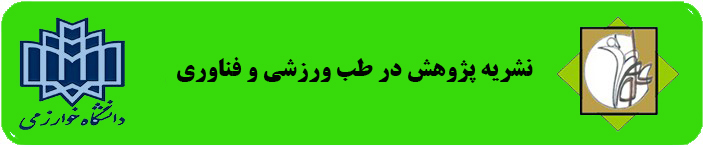 نشریه پژوهش در طب ورزشی و فناوری
دانشگاه خوارزمی